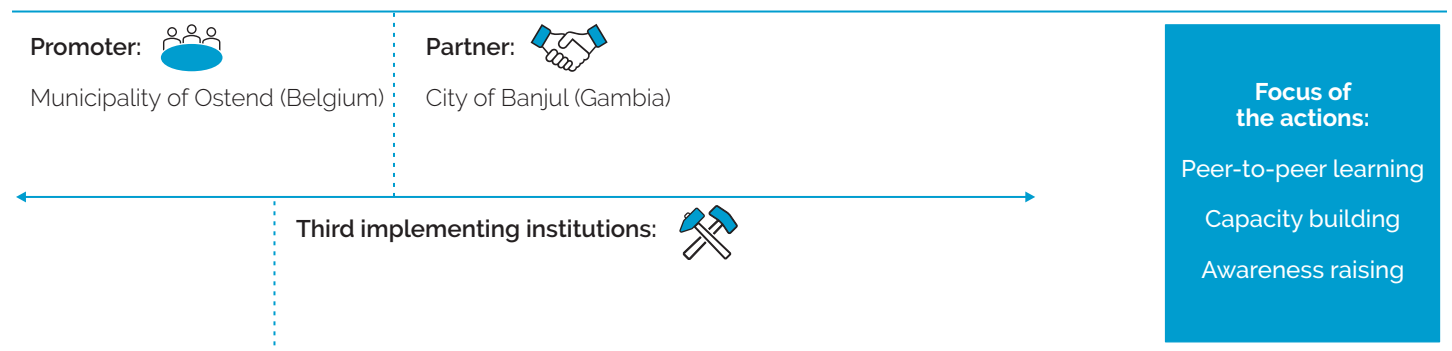 Promoter:
Municipality of Ostend (Belgium)
Partner:
City of Banjul (Gambia)
Third implementing institutions:
Focus of
the actions:
Peer-to-peer learning
Capacity building
Awareness raising